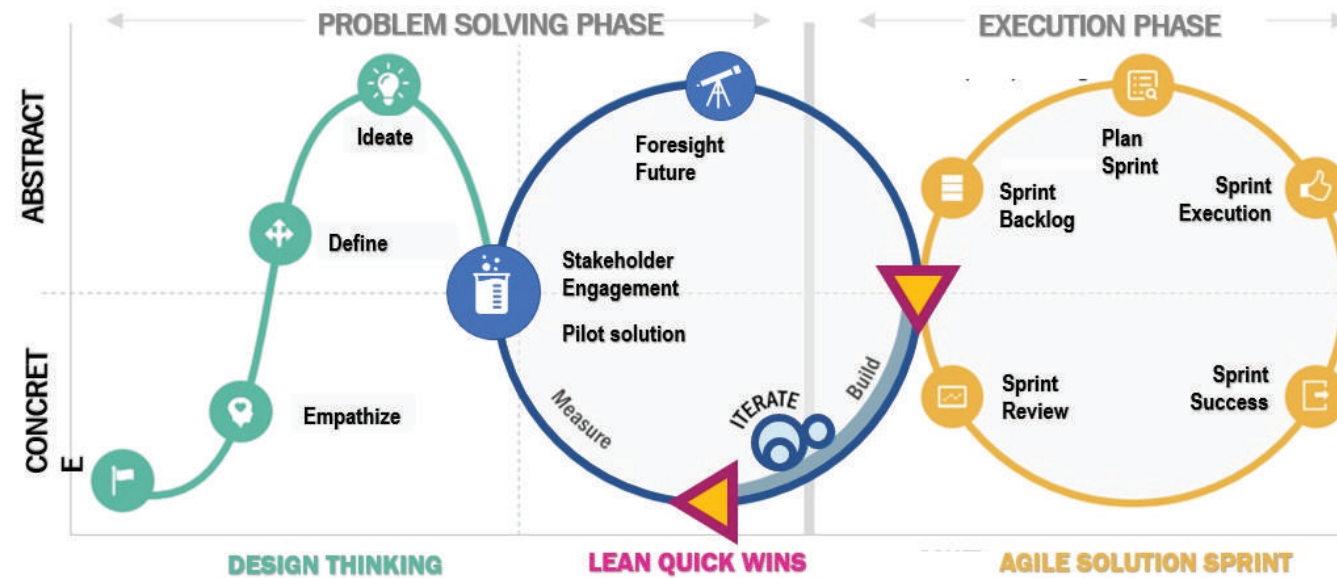 PROBLEM SOLVING PHASE
EXECUTION PHASE
ABSTRACT
CONCRET
E
Ideate
Define
Empathize
Foresight
Future
Stakeholder
Engagement
Pilot solution
Measure
ITERATE
Build
Plan
Sprint
Sprint
Backlog
Sprint
Execution
Sprint
Review
Sprint
Success
DESIGN THINKING
LEAN QUICK WINS
AGILE SOLUTION SPRINT